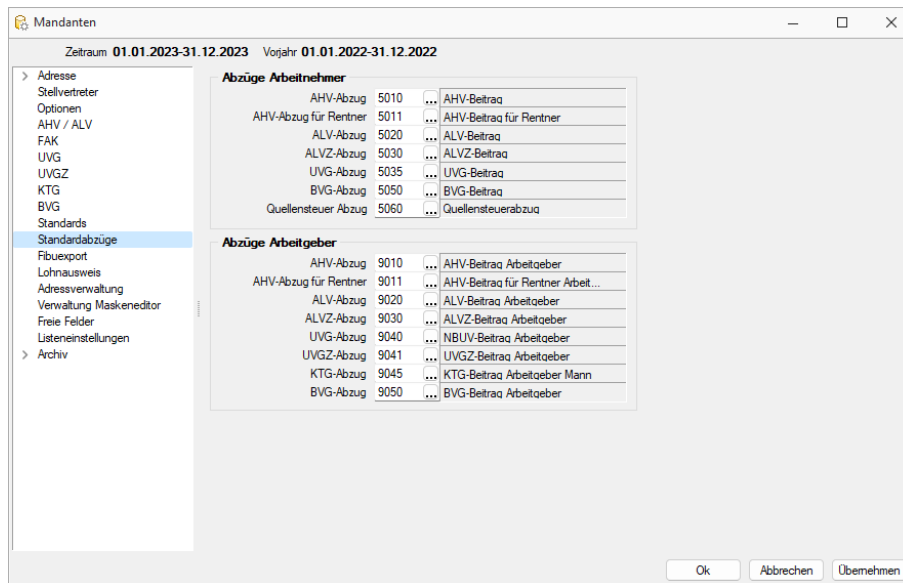 Mandanten
Zeitraum 01.01.2023-31.12.2023 Vorjahr 01.01.2022-31.12.2022
Adresse
Stellvertreter
Optionen
AHV / ALV
FAK
UVG
UVGZ
KTG
BVG
Standards
Standardabzüge
Fibuexport
Lohnausweis
Adressverwaltung
Verwaltung Maskeneditor
Freie Felder
Listeneinstellungen
Archiv
Abzüge Arbeitnehmer
AHV-Abzug 5010 ... AHV-Beitrag
AHV-Abzug für Rentner 5011 ... AHV-Beitrag für Rentner
ALV-Abzug 5020 ... ALV-Beitrag
ALVZ-Abzug 5030 ... ALVZ-Beitrag
UVG-Abzug 5035 ... UVG-Beitrag
BVG-Abzug 5050 ... BVG-Beitrag
Quellensteuer Abzug 5060 ... Quellensteuerabzug
Abzüge Arbeitgeber
AHV-Abzug 9010 ... AHV-Beitrag Arbeitgeber
AHV-Abzug für Rentner 9011 ... AHV-Beitrag für Rentner Arbeit...
ALV-Abzug 9020 ... ALV-Beitrag Arbeitgeber
ALVZ-Abzug 9030 ... ALVZ-Beitrag Arbeitgeber
UVG-Abzug 9040 ... NBUV-Beitrag Arbeitgeber
UVGZ-Abzug 9041 ... UVGZ-Beitrag Arbeitgeber
KTG-Abzug 9045 ... KTG-Beitrag Arbeitgeber Mann
BVG-Abzug 9050 ... BVG-Beitrag Arbeitgeber
Ok Abbrechen Übernehmen